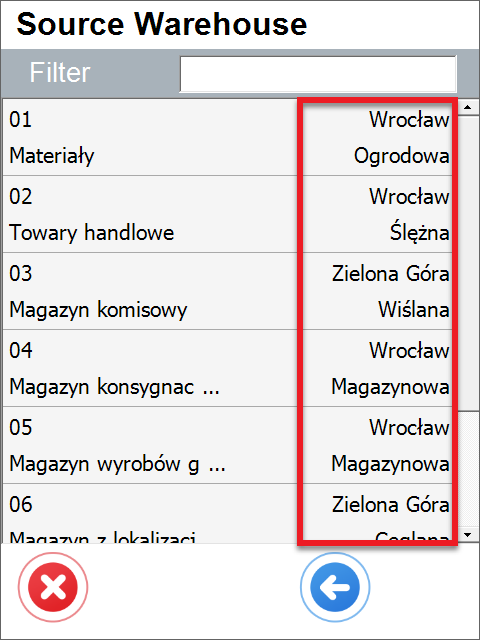 Source Warehouse
Filter
01 Wrocław
Materiały Ogrodowa
02 Wrocław
Towary handlowe Ślężna
03 Zielona Góra
Magazyn komisowy Wiślana
04 Wrocław
Magazyn konsygnac ... Magazynowa
05 Wrocław
Magazyn wyrobów g ... Magazynowa
06 Zielona Góra
Magazyn z lokalizacj Ceglana